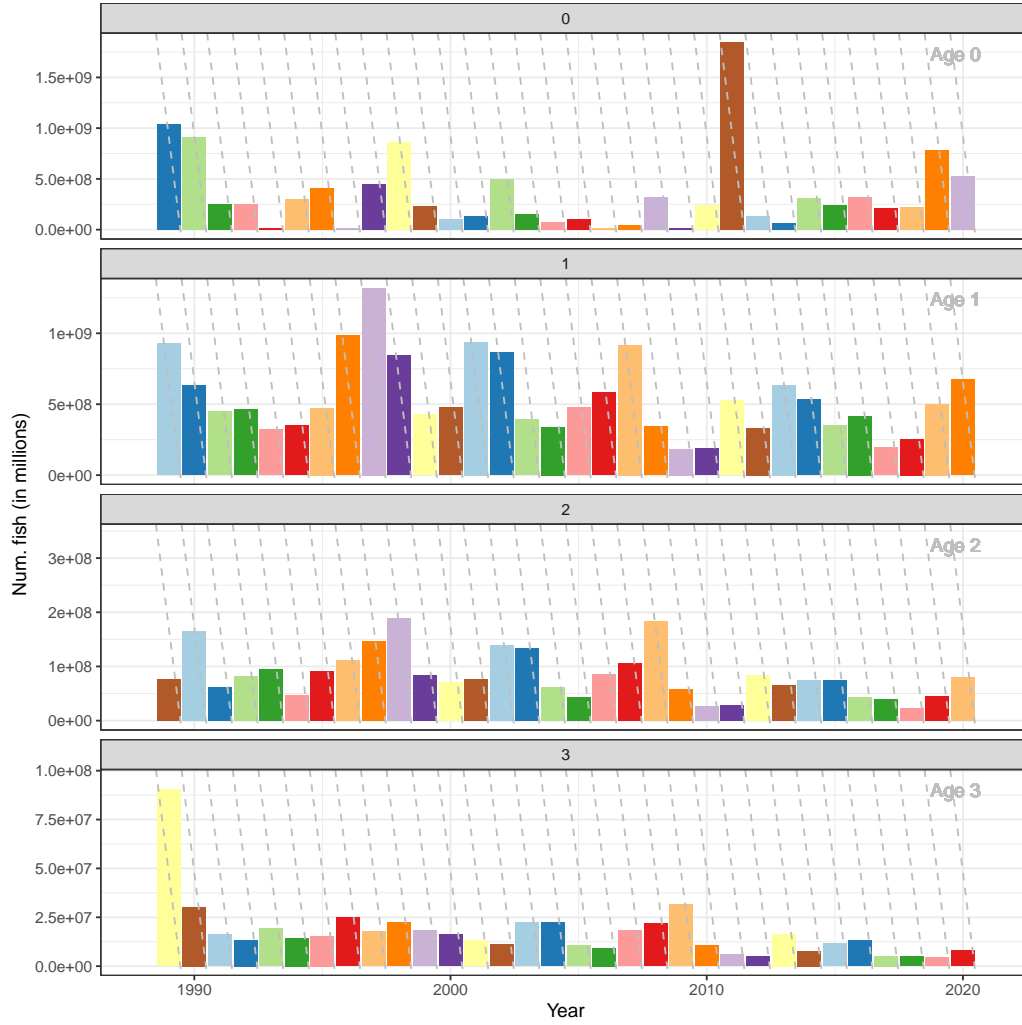 0
Age 0
1.5e+09
1.0e+09
5.0e+08
0.0e+00
1
Age 1
1e+09
5e+08
0e+00
2
Age 2
3e+08
2e+08
1e+08
0e+00
3
Age 3
1.0e+08
7.5e+07
5.0e+07
2.5e+07
0.0e+00
Num. fish (in millions)
1990 2000 2010 2020
Year